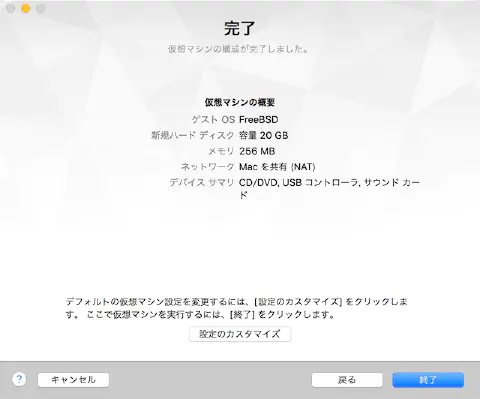 完了
仮想マシンの構成が完了しました。
仮想マシンの概要
ゲスト OS FreeBSD
新規ハード ディスク 容量 20 GB
メモリ 256 MB
ネットワーク Mac を共有 (NAT)
デバイス サマリ CD/DVD, USB コントローラ, サウンド カー
ド
デフォルトの仮想マシン設定を変更するには、[設定のカスタマイズ] をクリックしま
す。 ここで仮想マシンを実行するには、[終了] をクリックします。
設定のカスタマイズ
? キャンセル 戻る 終了